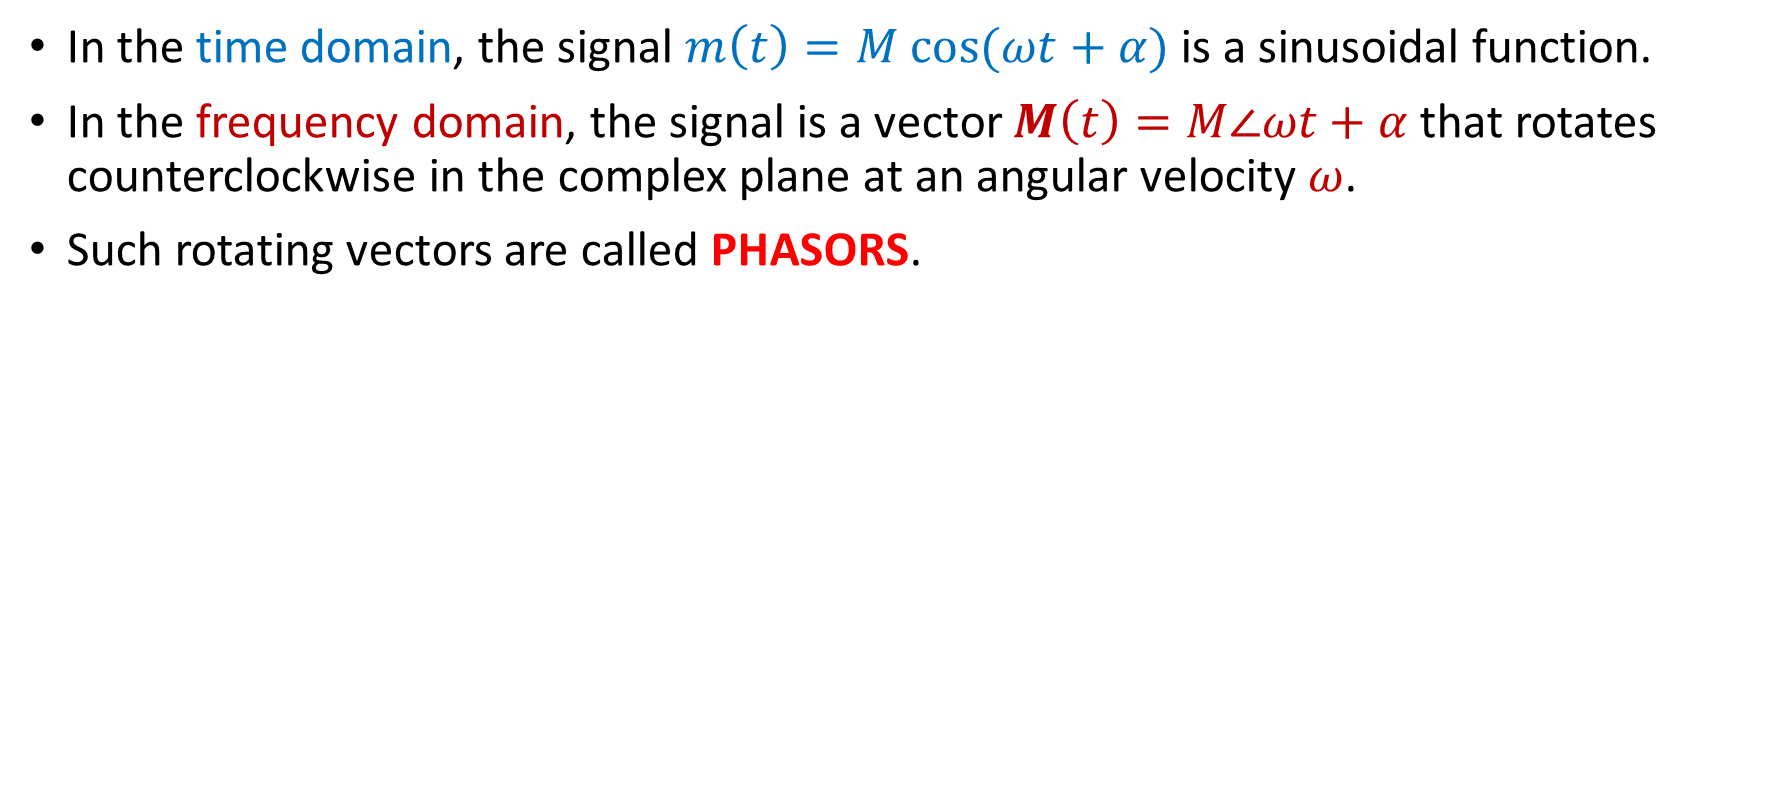 • In the time domain, the signal m(t) = M cos(ωt + α) is a sinusoidal function.
• In the frequency domain, the signal is a vector M(t) = M∠ωt + α that rotates
counterclockwise in the complex plane at an angular velocity ω.
• Such rotating vectors are called PHASORS.